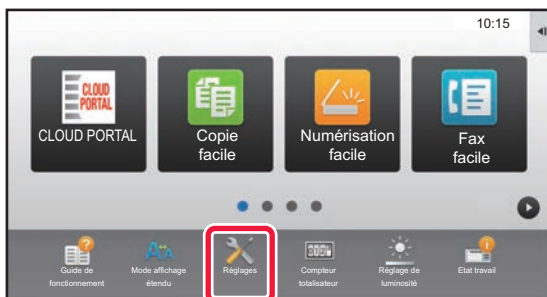 10:15
CLOUD
PORTAL
CLOUD PORTAL
Copie
facile
Numérisation
facile
Fax
facile
Guide de
fonctionnement
Mode affichage
étendu
Réglages
Compteur
totalisateur
Réglage de
luminosité
Etat travail